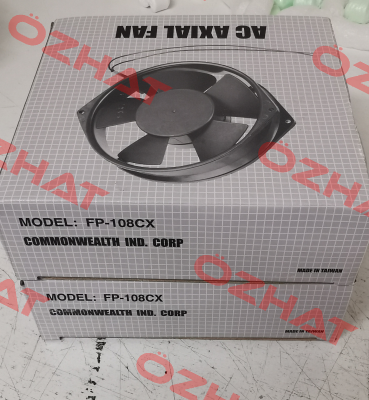 AC AXIAL FAN
MODEL: FP-108CX
COMMONWEALTH IND. CORP
MADE IN TAIWAN
MODEL: FP-108CX
COMMONWEALTH IND. CORP
MADE IN TAIWAN
ÖZHAT
ÖZHAT
ÖZHAT
ÖZHAT
ÖZHAT
ÖZHAT
ÖZHAT